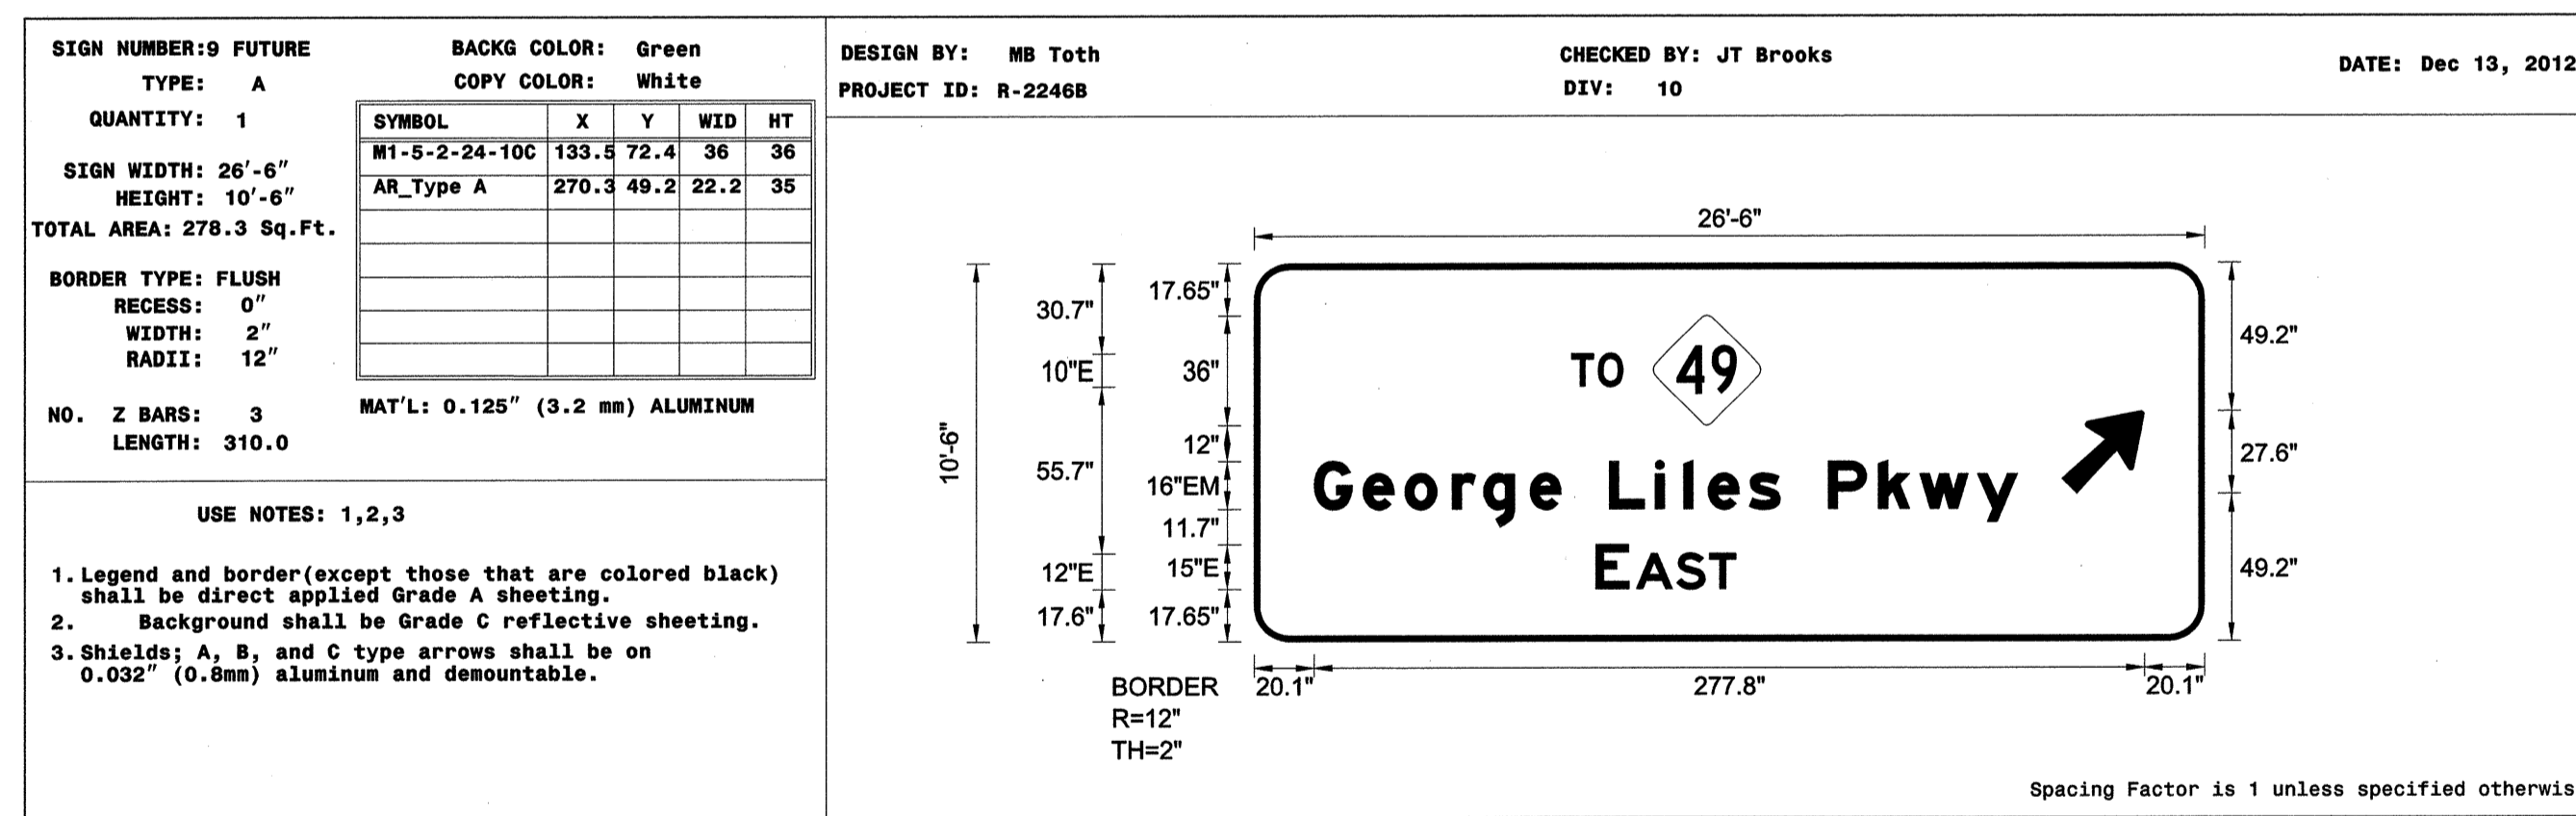 SIGN NUMBER:9 FUTURE
TYPE: A
QUANTITY: 1
SIGN WIDTH: 26'-6"
HEIGHT: 10'-6"
TOTAL AREA: 278.3 Sq.Ft.
BORDER TYPE: FLUSH
RECESS: 0"
WIDTH: 2"
RADII: 12"
NO. Z BARS: 3
LENGTH: 310.0
BACKG COLOR: Green
COPY COLOR: White
SYMBOL X Y WID HT
M1-5-2-24-10C 133.5 72.4 36 36
AR_Type A 270.3 49.2 22.2 35
MAT'L: 0.125" (3.2 mm) ALUMINUM
USE NOTES: 1,2,3
1. Legend and border(except those that are colored black)
shall be direct applied Grade A sheeting.
2. Background shall be Grade C reflective sheeting.
3. Shields; A, B, and C type arrows shall be on
0.032" (0.8mm) aluminum and demountable.
DESIGN BY: MB Toth
CHECKED BY: JT Brooks
DATE: Dec 13, 2012
PROJECT ID: R-2246B
DIV: 10
26'-6"
10'-6"
30.7"
10"E
55.7"
12"E
17.6"
17.65"
36"
12"
16"EM
11.7"
15"E
17.65"
TO 49
George Liles Pkwy
EAST
49.2"
27.6"
49.2"
20.1"
277.8"
20.1"
BORDER
R=12"
TH=2"
Spacing Factor is 1 unless specified otherwis